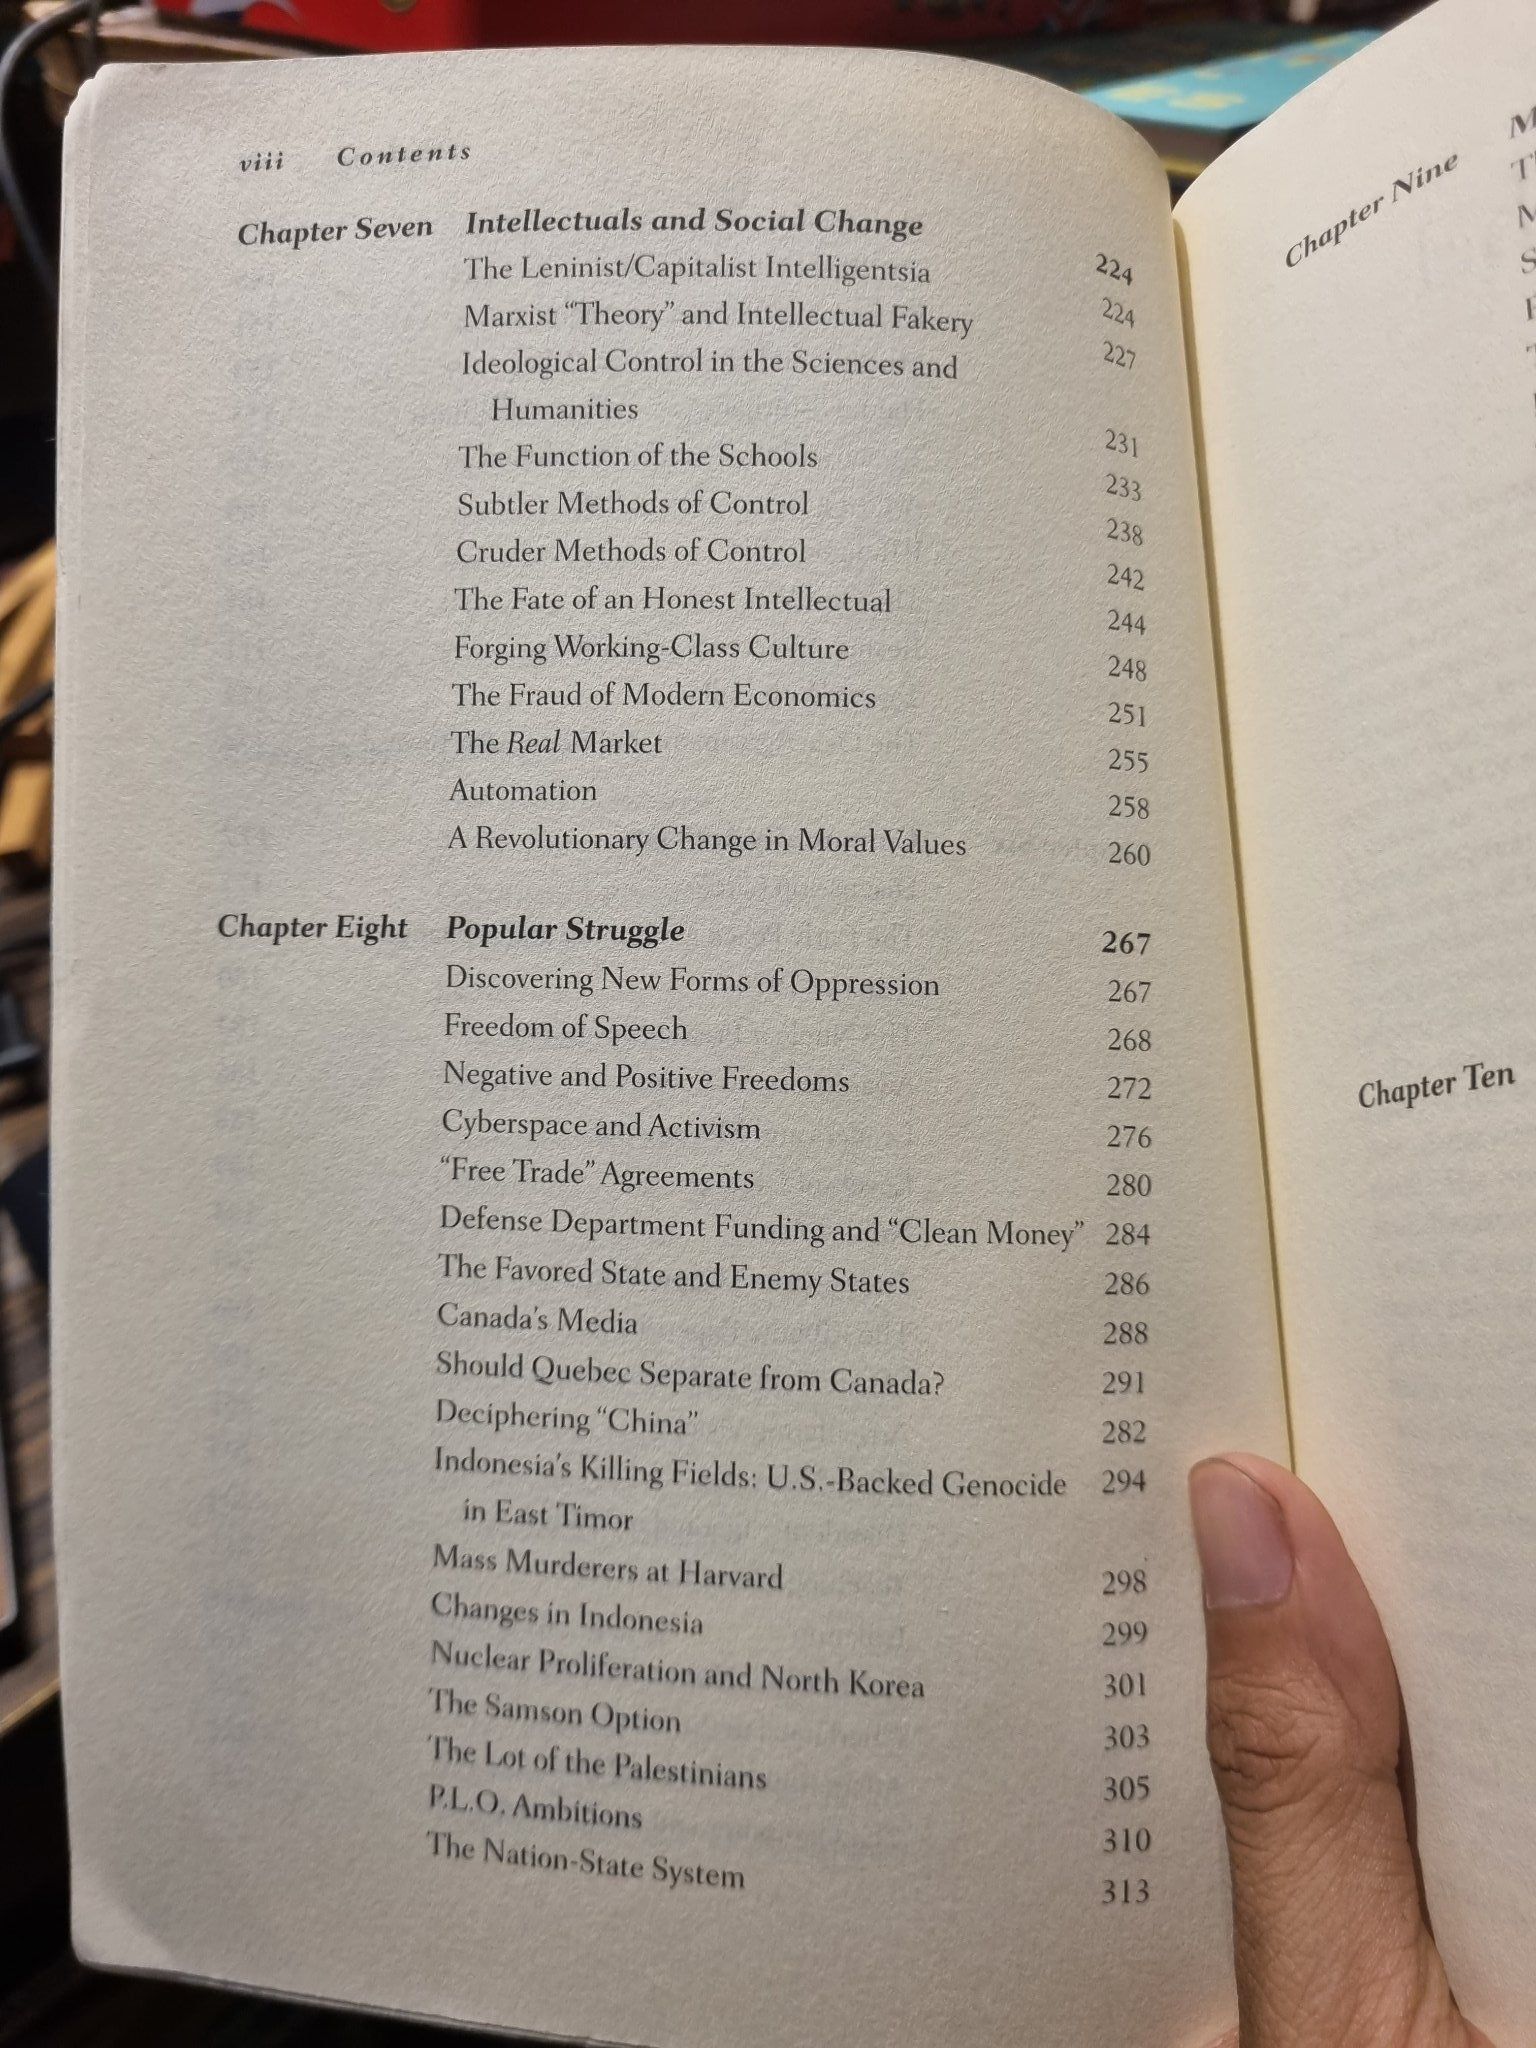 viii Contents
Chapter Seven Intellectuals and Social Change 224
The Leninist/Capitalist Intelligentsia 224
Marxist “Theory” and Intellectual Fakery 227
Ideological Control in the Sciences and
Humanities 231
The Function of the Schools 233
Subtler Methods of Control 238
Cruder Methods of Control 242
The Fate of an Honest Intellectual 244
Forging Working-Class Culture 248
The Fraud of Modern Economics 251
The Real Market 255
Automation 258
A Revolutionary Change in Moral Values 260
Chapter Eight Popular Struggle 267
Discovering New Forms of Oppression 267
Freedom of Speech 268
Negative and Positive Freedoms 272
Cyberspace and Activism 276
“Free Trade” Agreements 280
Defense Department Funding and “Clean Money” 284
The Favored State and Enemy States 286
Canada’s Media 288
Should Quebec Separate from Canada? 291
Deciphering “China” 282
Indonesia’s Killing Fields: U.S.-Backed Genocide 294
in East Timor
Mass Murderers at Harvard 298
Changes in Indonesia 299
Nuclear Proliferation and North Korea 301
The Samson Option 303
The Lot of the Palestinians 305
P.L.O. Ambitions 310
The Nation-State System 313
Chapter Nine
Chapter Ten